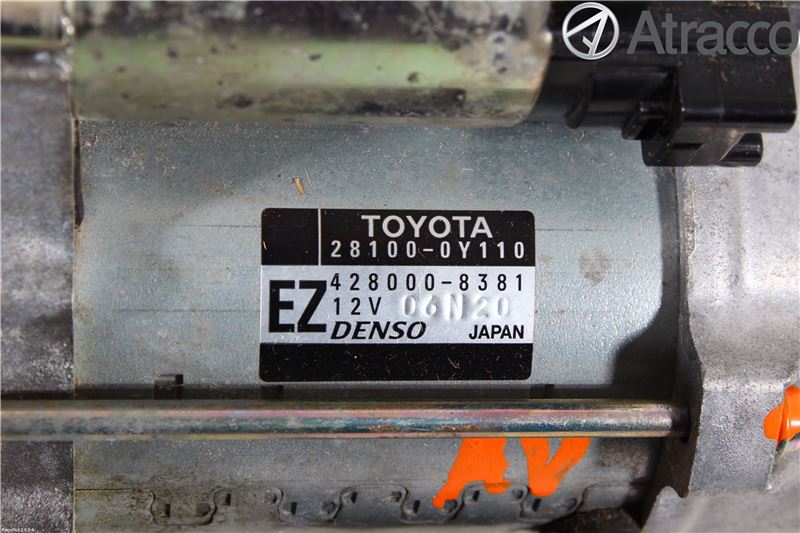 Atracco
TOYOTA
28100-0Y110
EZ
428000-8381
12V 06N20
DENSO JAPAN